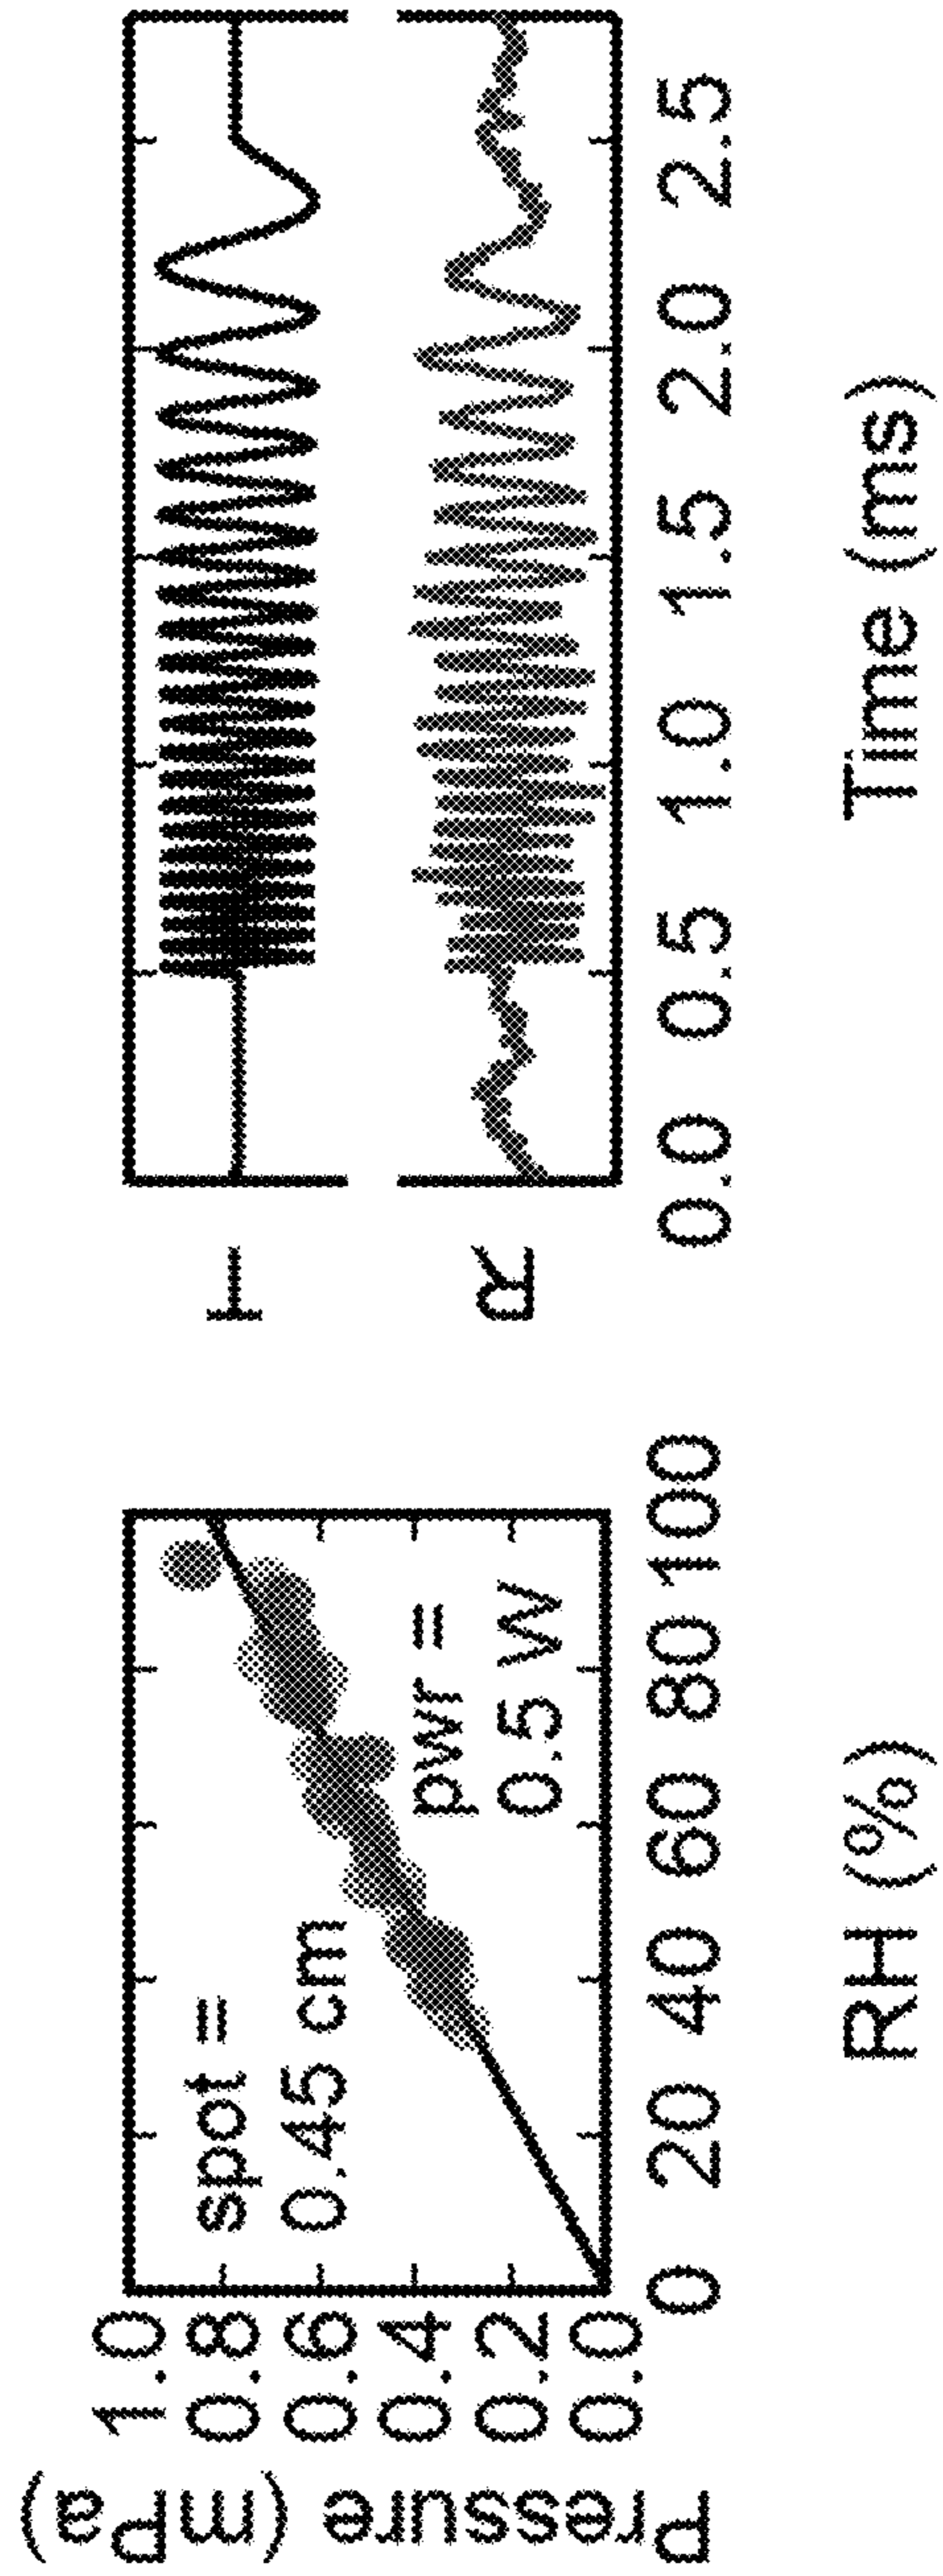 Pressure (mPa)
1.0
0.8
0.6
0.4
0.2
0.0
spot =
0.45 cm
pwr =
0.5 W
0 20 40 60 80 100
RH (%)
T
R
0.0 0.5 1.0 1.5 2.0 2.5
Time (ms)